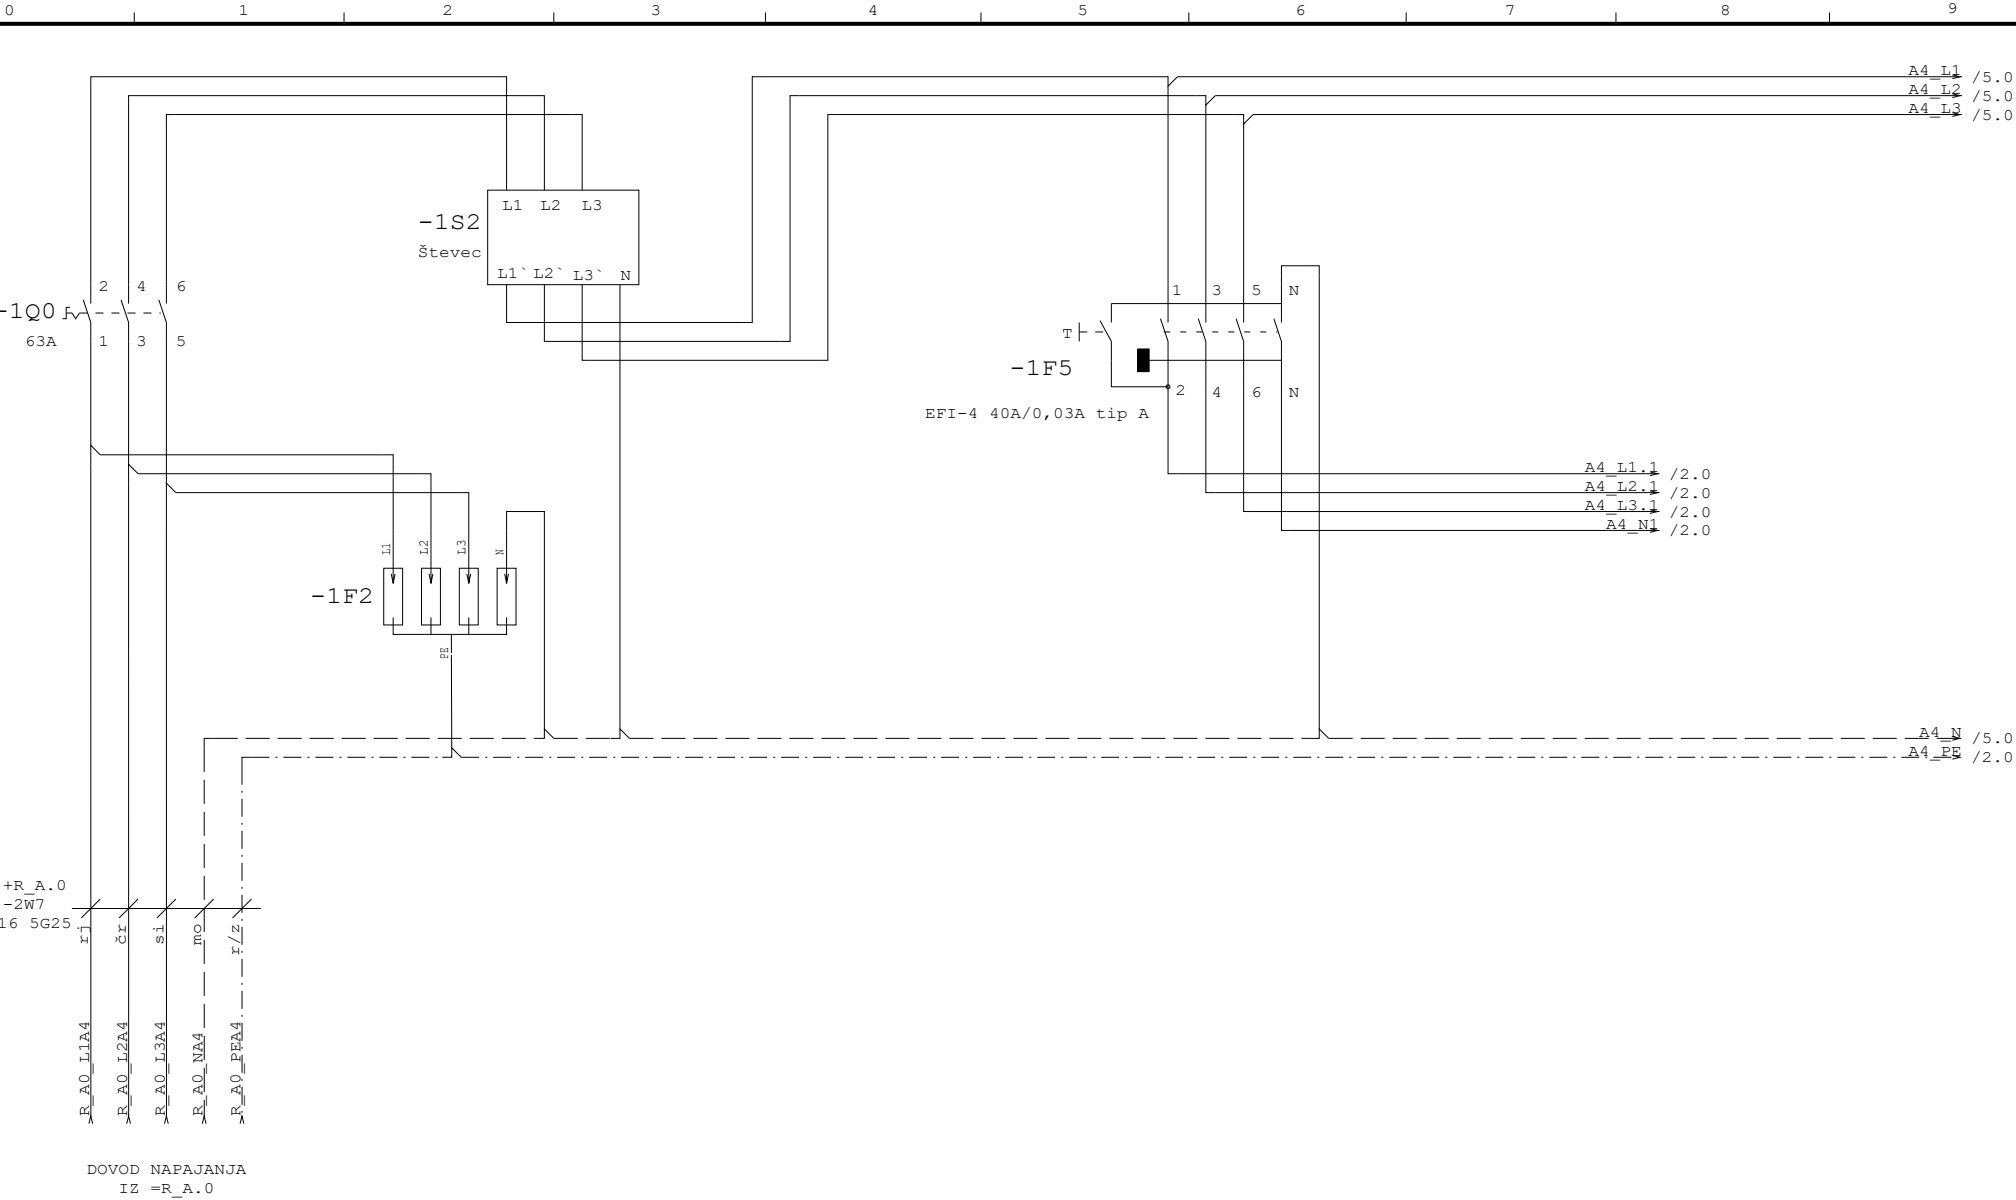 0 1 2 3 4 5 6 7 8 9
A4_L1 /5.0
A4_L2 /5.0
A4_L3 /5.0
L1 L2 L3
-1S2
Števec
L1` L2` L3` N
2 4 6
-1Q0
63A
1 3 5
1 3 5 N
T
-1F5
2 4 6 N
EFI-4 40A/0,03A tip A
A4_L1.1 /2.0
A4_L2.1 /2.0
A4_L3.1 /2.0
A4_N1 /2.0
L1 L2 L3 N
-1F2
PE
A4_N /5.0
A4_PE /2.0
+R_A.0
-2W7
16 5G25
rj čr si mo r/z
R_A0_L1A4
R_A0_L2A4
R_A0_L3A4
R_A0_NA4
R_A0_PEA4
DOVOD NAPAJANJA
IZ =R_A.0